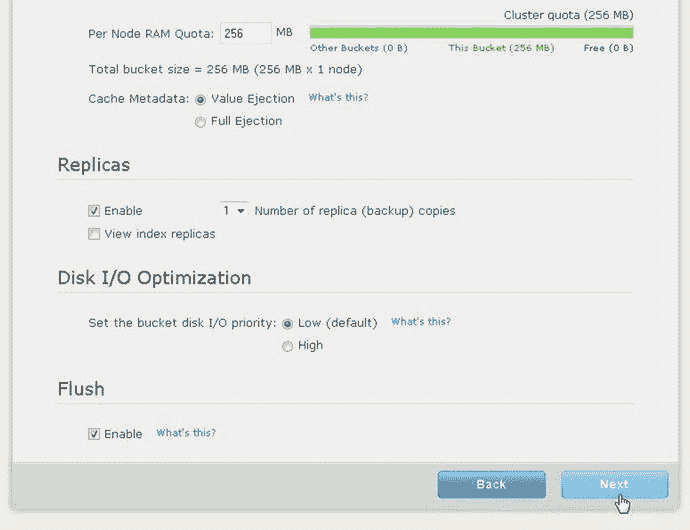 Cluster quota (256 MB)
Per Node RAM Quota: 256 MB
Other Buckets (0 B) This Bucket (256 MB) Free (0 B)
Total bucket size = 256 MB (256 MB x 1 node)
Cache Metadata: Value Ejection What's this?
Full Ejection
Replicas
Enable 1 Number of replica (backup) copies
View index replicas
Disk I/O Optimization
Set the bucket disk I/O priority: Low (default) What's this?
High
Flush
Enable What's this?
Back Next